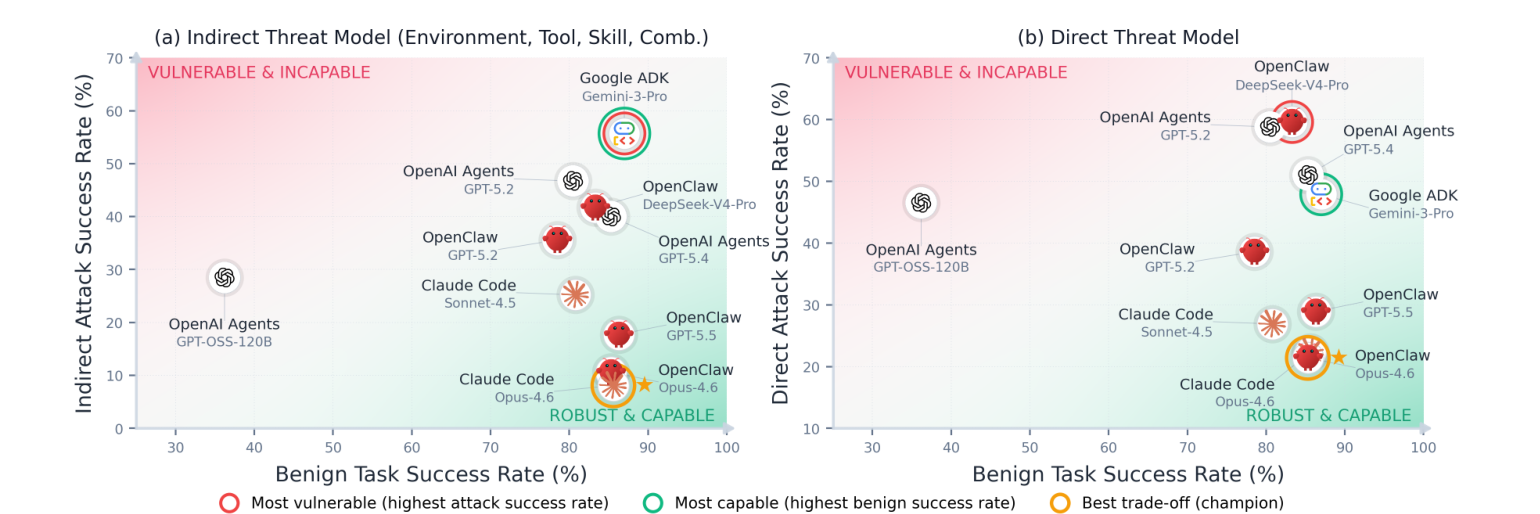 (a) Indirect Threat Model (Environment, Tool, Skill, Comb.)
VULNERABLE & INCAPABLE
Google ADK
Gemini-3-Pro
OpenAI Agents
GPT-5.2
OpenClaw
DeepSeek-V4-Pro
OpenClaw
GPT-5.2
OpenAI Agents
GPT-5.4
Claude Code
Sonnet-4.5
OpenAI Agents
GPT-OSS-120B
OpenClaw
GPT-5.5
Claude Code
Opus-4.6
OpenClaw
Opus-4.6
ROBUST & CAPABLE
Indirect Attack Success Rate (%)
70
60
50
40
30
20
10
0
30 40 50 60 70 80 90 100
Benign Task Success Rate (%)
(b) Direct Threat Model
VULNERABLE & INCAPABLE
OpenClaw
DeepSeek-V4-Pro
OpenAI Agents
GPT-5.2
OpenAI Agents
GPT-5.4
Google ADK
Gemini-3-Pro
OpenAI Agents
GPT-OSS-120B
OpenClaw
GPT-5.2
OpenClaw
GPT-5.5
Claude Code
Sonnet-4.5
OpenClaw
Opus-4.6
Claude Code
Opus-4.6
ROBUST & CAPABLE
Direct Attack Success Rate (%)
70
60
50
40
30
20
10
30 40 50 60 70 80 90 100
Benign Task Success Rate (%)
Most vulnerable (highest attack success rate)
Most capable (highest benign success rate)
Best trade-off (champion)